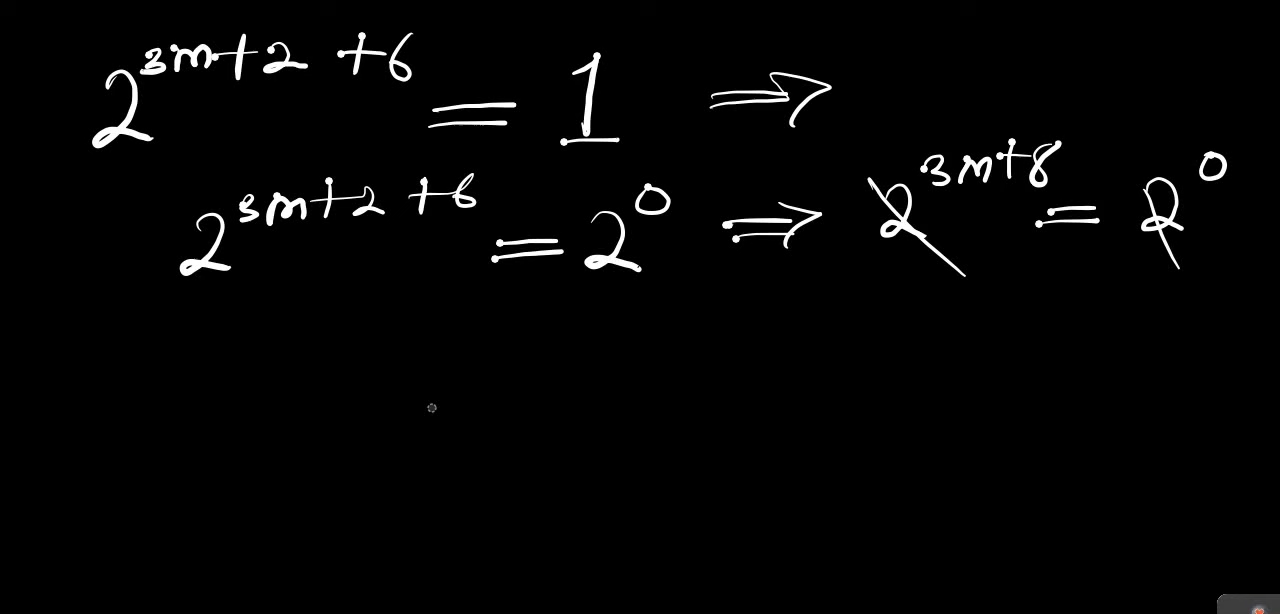 2^{3m+2 +6} = 1 ⇒
2^{3m+2 +6} = 2^0 ⇒ 2^{3m+8} = 2^0